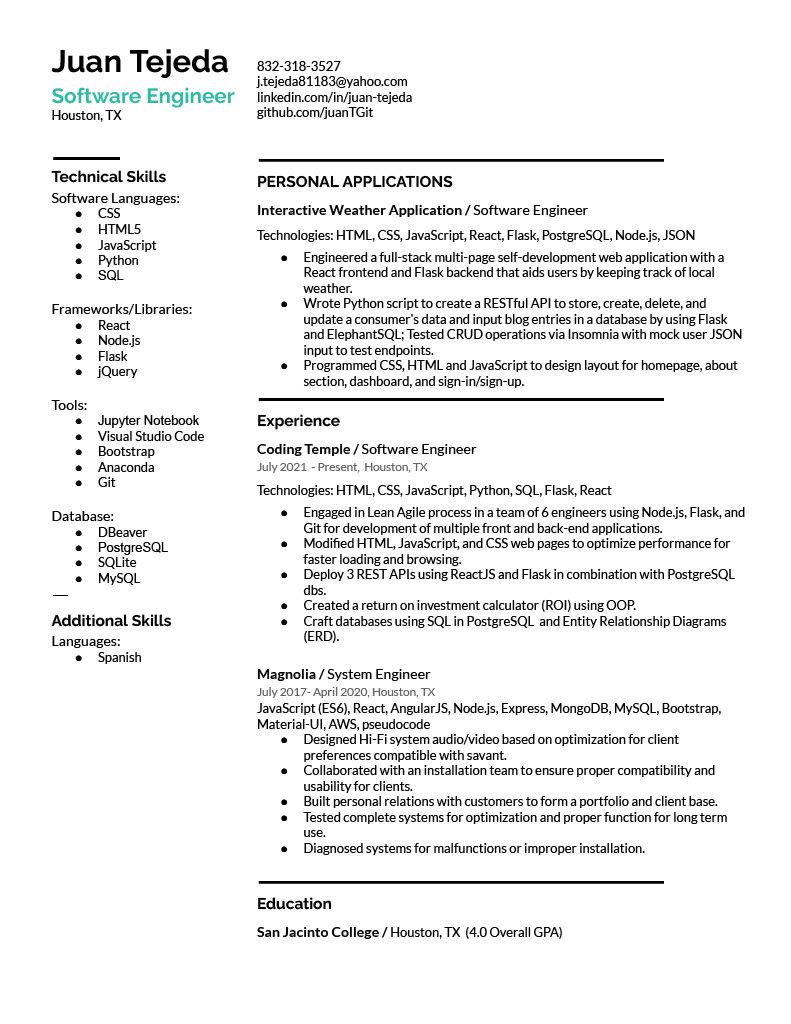 Juan Tejeda
Software Engineer
Houston, TX
832-318-3527
j.tejeda81183@yahoo.com
linkedin.com/in/juan-tejeda
github.com/juanTGit
Technical Skills
Software Languages:
● CSS
● HTML5
● JavaScript
● Python
● SQL
Frameworks/Libraries:
● React
● Node.js
● Flask
● jQuery
Tools:
● Jupyter Notebook
● Visual Studio Code
● Bootstrap
● Anaconda
● Git
Database:
● DBeaver
● PostgreSQL
● SQLite
● MySQL
Additional Skills
Languages:
● Spanish
PERSONAL APPLICATIONS
Interactive Weather Application / Software Engineer
Technologies: HTML, CSS, JavaScript, React, Flask, PostgreSQL, Node.js, JSON
● Engineered a full-stack multi-page self-development web application with a
React frontend and Flask backend that aids users by keeping track of local
weather.
● Wrote Python script to create a RESTful API to store, create, delete, and
update a consumer's data and input blog entries in a database by using Flask
and ElephantSQL; Tested CRUD operations via Insomnia with mock user JSON
input to test endpoints.
● Programmed CSS, HTML and JavaScript to design layout for homepage, about
section, dashboard, and sign-in/sign-up.
Experience
Coding Temple / Software Engineer
July 2021 - Present, Houston, TX
Technologies: HTML, CSS, JavaScript, Python, SQL, Flask, React
● Engaged in Lean Agile process in a team of 6 engineers using Node.js, Flask, and
Git for development of multiple front and back-end applications.
● Modified HTML, JavaScript, and CSS web pages to optimize performance for
faster loading and browsing.
● Deploy 3 REST APIs using ReactJS and Flask in combination with PostgreSQL
dbs.
● Created a return on investment calculator (ROI) using OOP.
● Craft databases using SQL in PostgreSQL and Entity Relationship Diagrams
(ERD).
Magnolia / System Engineer
July 2017- April 2020, Houston, TX
JavaScript (ES6), React, AngularJS, Node.js, Express, MongoDB, MySQL, Bootstrap,
Material-UI, AWS, pseudocode
● Designed Hi-Fi system audio/video based on optimization for client
preferences compatible with savant.
● Collaborated with an installation team to ensure proper compatibility and
usability for clients.
● Built personal relations with customers to form a portfolio and client base.
● Tested complete systems for optimization and proper function for long term
use.
● Diagnosed systems for malfunctions or improper installation.
Education
San Jacinto College / Houston, TX (4.0 Overall GPA)